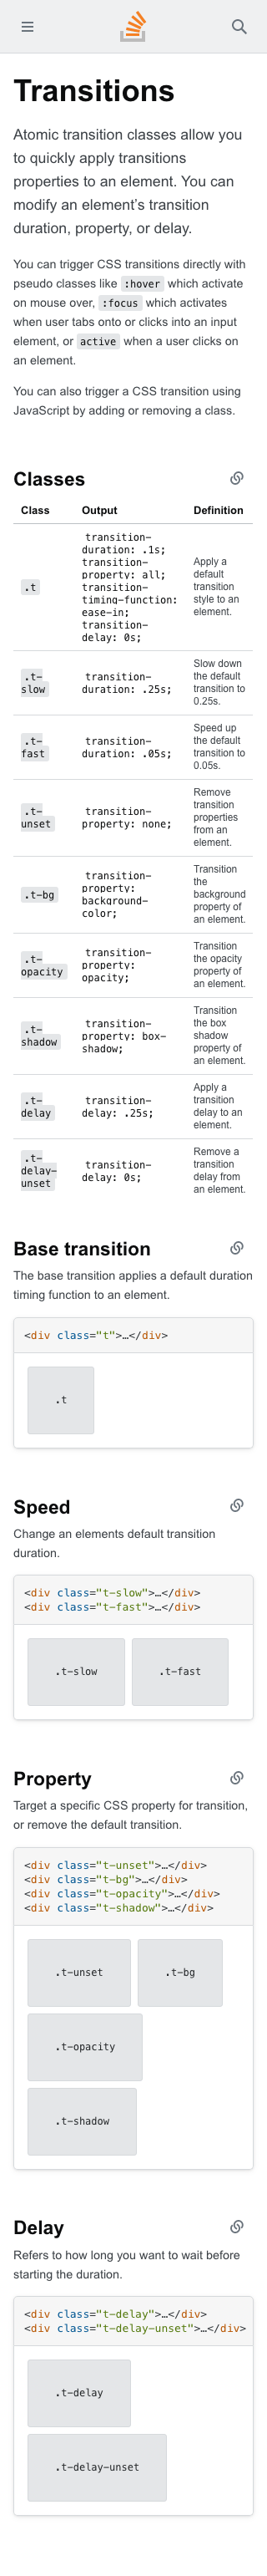 Transitions
Atomic transition classes allow you
to quickly apply transitions
properties to an element. You can
modify an element’s transition
duration, property, or delay.
You can trigger CSS transitions directly with
pseudo classes like :hover which activate
on mouse over, :focus which activates
when user tabs onto or clicks into an input
element, or active when a user clicks on
an element.
You can also trigger a CSS transition using
JavaScript by adding or removing a class.
Classes
Class Output Definition
.t
transition-
duration: .1s;
transition-
property: all;
transition-
timing-function:
ease-in;
transition-
delay: 0s;
Apply a
default
transition
style to an
element.
.t-
slow
transition-
duration: .25s;
Slow down
the default
transition to
0.25s.
.t-
fast
transition-
duration: .05s;
Speed up
the default
transition to
0.05s.
.t-
unset
transition-
property: none;
Remove
transition
properties
from an
element.
.t-bg
transition-
property:
background-
color;
Transition
the
background
property of
an element.
.t-
opacity
transition-
property:
opacity;
Transition
the opacity
property of
an element.
.t-
shadow
transition-
property: box-
shadow;
Transition
the box
shadow
property of
an element.
.t-
delay
transition-
delay: .25s;
Apply a
transition
delay to an
element.
.t-
delay-
unset
transition-
delay: 0s;
Remove a
transition
delay from
an element.
Base transition
The base transition applies a default duration
timing function to an element.
<div class="t">…</div>
.t
Speed
Change an elements default transition
duration.
<div class="t-slow">…</div>
<div class="t-fast">…</div>
.t-slow .t-fast
Property
Target a specific CSS property for transition,
or remove the default transition.
<div class="t-unset">…</div>
<div class="t-bg">…</div>
<div class="t-opacity">…</div>
<div class="t-shadow">…</div>
.t-unset .t-bg
.t-opacity
.t-shadow
Delay
Refers to how long you want to wait before
starting the duration.
<div class="t-delay">…</div>
<div class="t-delay-unset">…</div>
.t-delay
.t-delay-unset